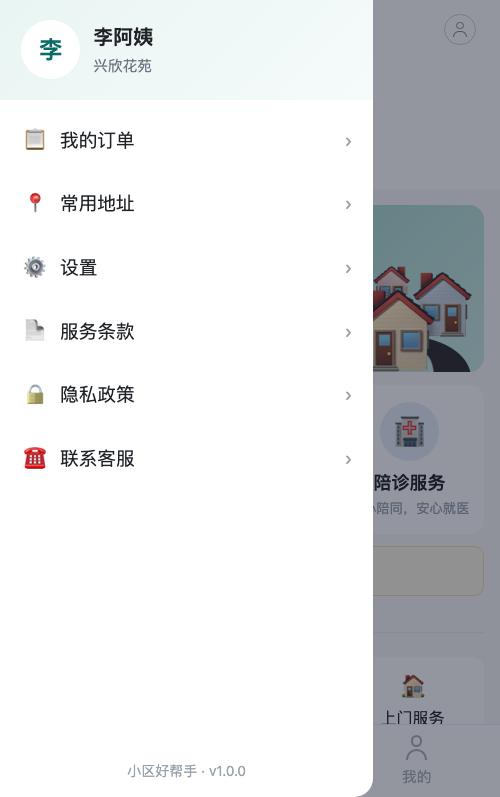 李
李阿姨
兴欣花苑
我的订单
常用地址
设置
服务条款
隐私政策
联系客服
小区好帮手 · v1.0.0
陪诊服务
陪同，安心就医
上门服务
我的